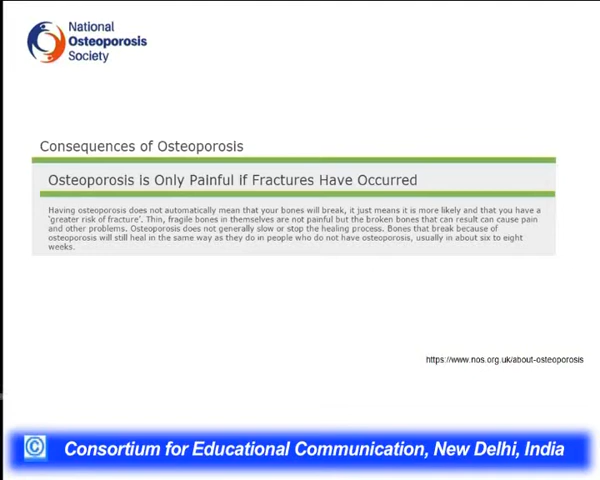 National
Osteoporosis
Society
Consequences of Osteoporosis
Osteoporosis is Only Painful if Fractures Have Occurred
Having osteoporosis does not automatically mean that your bones will break, it just means it is more likely and that you have a
'greater risk of fracture'. Thin, fragile bones in themselves are not painful but the broken bones that can result can cause pain
and other problems. Osteoporosis does not generally slow or stop the healing process. Bones that break because of
osteoporosis will still heal in the same way as they do in people who do not have osteoporosis, usually in about six to eight
weeks.
https://www.nos.org.uk/about-osteoporosis
© Consortium for Educational Communication, New Delhi, India